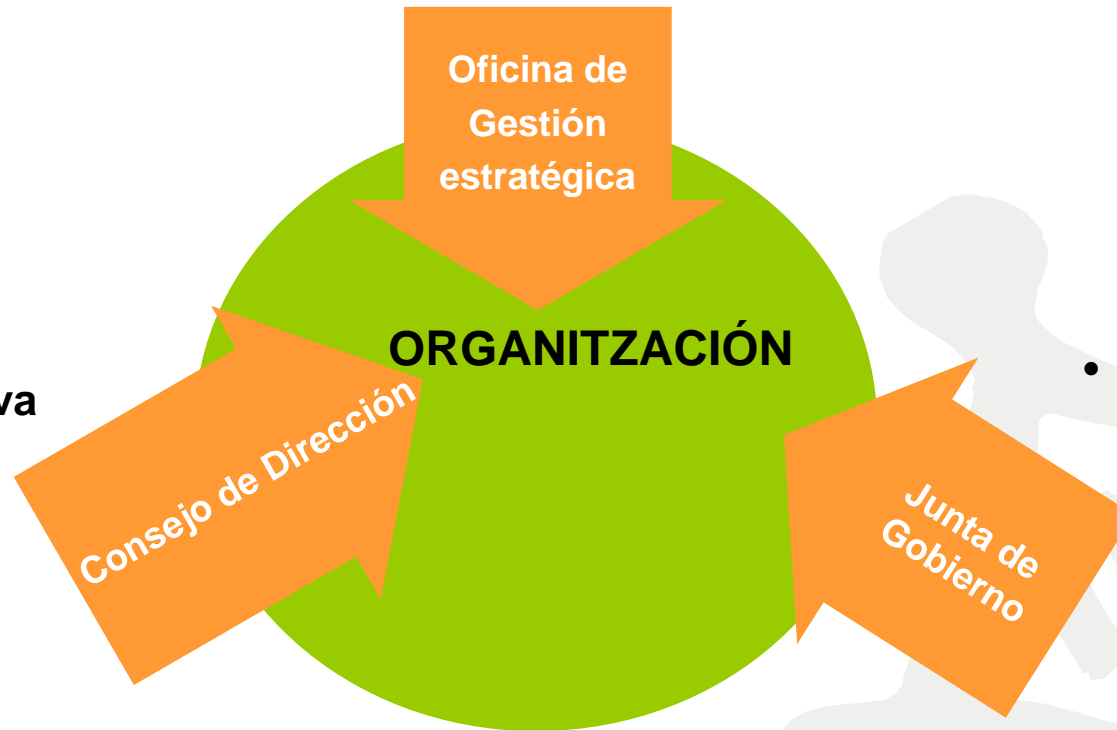 Oficina de
Gestión
estratégica
ORGANITZACIÓN
va
Consejo de Dirección
•
Junta de
Gobierno